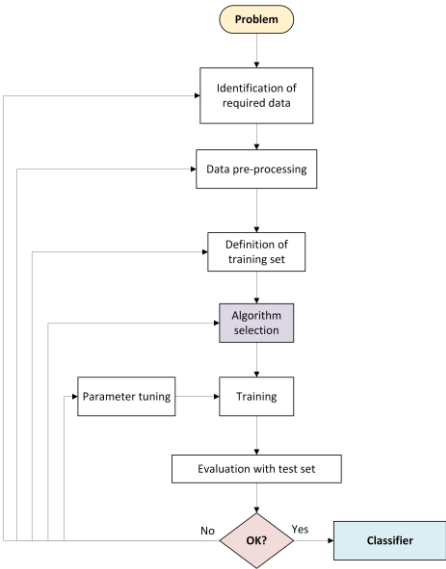 Problem
Identification of
required data
Data pre-processing
Definition of
training set
Algorithm
selection
Parameter tuning
Training
Evaluation with test set
No
OK?
Yes
Classifier